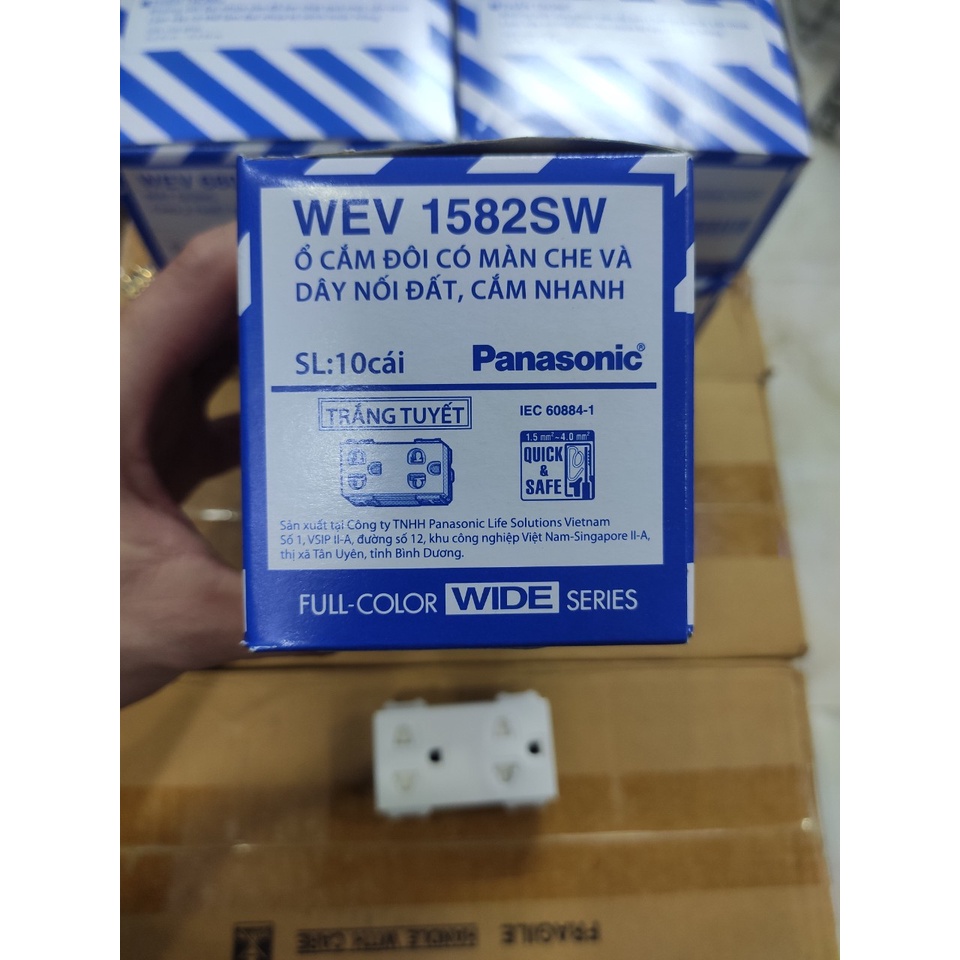 WEV 1582SW
Ổ CẮM ĐÔI CÓ MÀN CHE VÀ
DÂY NỐI ĐẤT, CẮM NHANH
SL:10cái
Panasonic®
TRẮNG TUYẾT
IEC 60884-1
1.5 mm²~4.0 mm²
QUICK
&
SAFE
Sản xuất tại Công ty TNHH Panasonic Life Solutions Vietnam
Số 1, VSIP II-A, đường số 12, khu công nghiệp Việt Nam-Singapore II-A,
thị xã Tân Uyên, tỉnh Bình Dương.
FULL-COLOR WIDE SERIES
FRAGILE
HANDLE WITH CARE